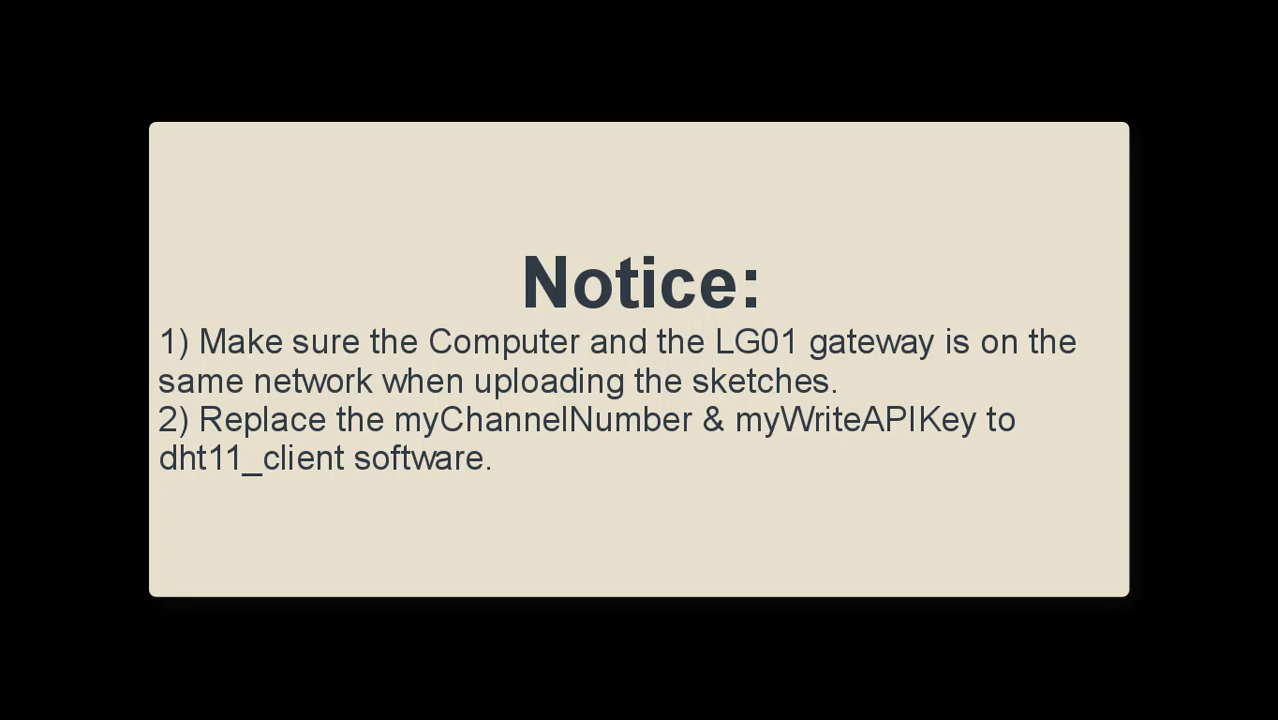 Notice:
1) Make sure the Computer and the LG01 gateway is on the
same network when uploading the sketches.
2) Replace the myChannelNumber & myWriteAPIKey to
dht11_client software.